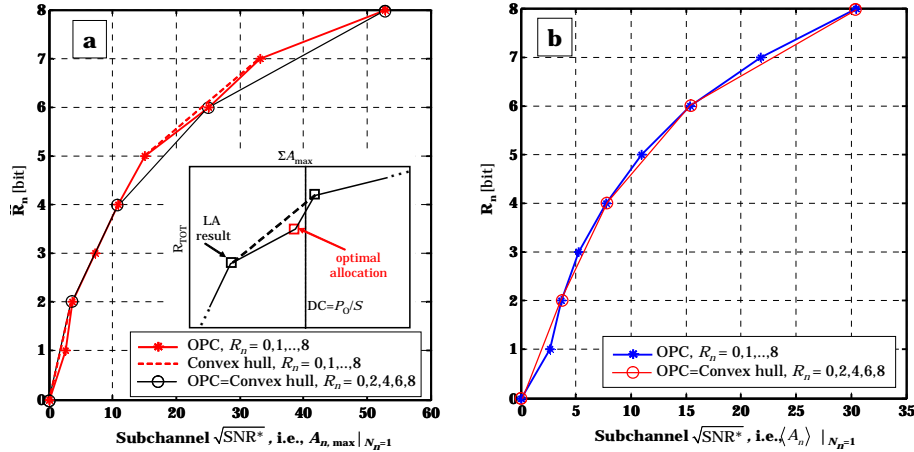 a
8
7
6
5
4
3
2
1
0
R̄ₙ [bit]
0 10 20 30 40 50 60
Subchannel √SNR* , i.e., Aₙ, max |Nₙ=1
ΣAmax
RTOT
LA
result
optimal
allocation
DC=PO/S
OPC, Rₙ = 0,1,..,8
Convex hull, Rₙ = 0,1,..,8
OPC=Convex hull, Rₙ = 0,2,4,6,8
b
8
7
6
5
4
3
2
1
0
Rₙ [bit]
0 5 10 15 20 25 30 35
Subchannel √SNR* , i.e.,⟨Aₙ⟩ |Nₙ=1
OPC, Rₙ = 0,1,..,8
OPC=Convex hull, Rₙ = 0,2,4,6,8